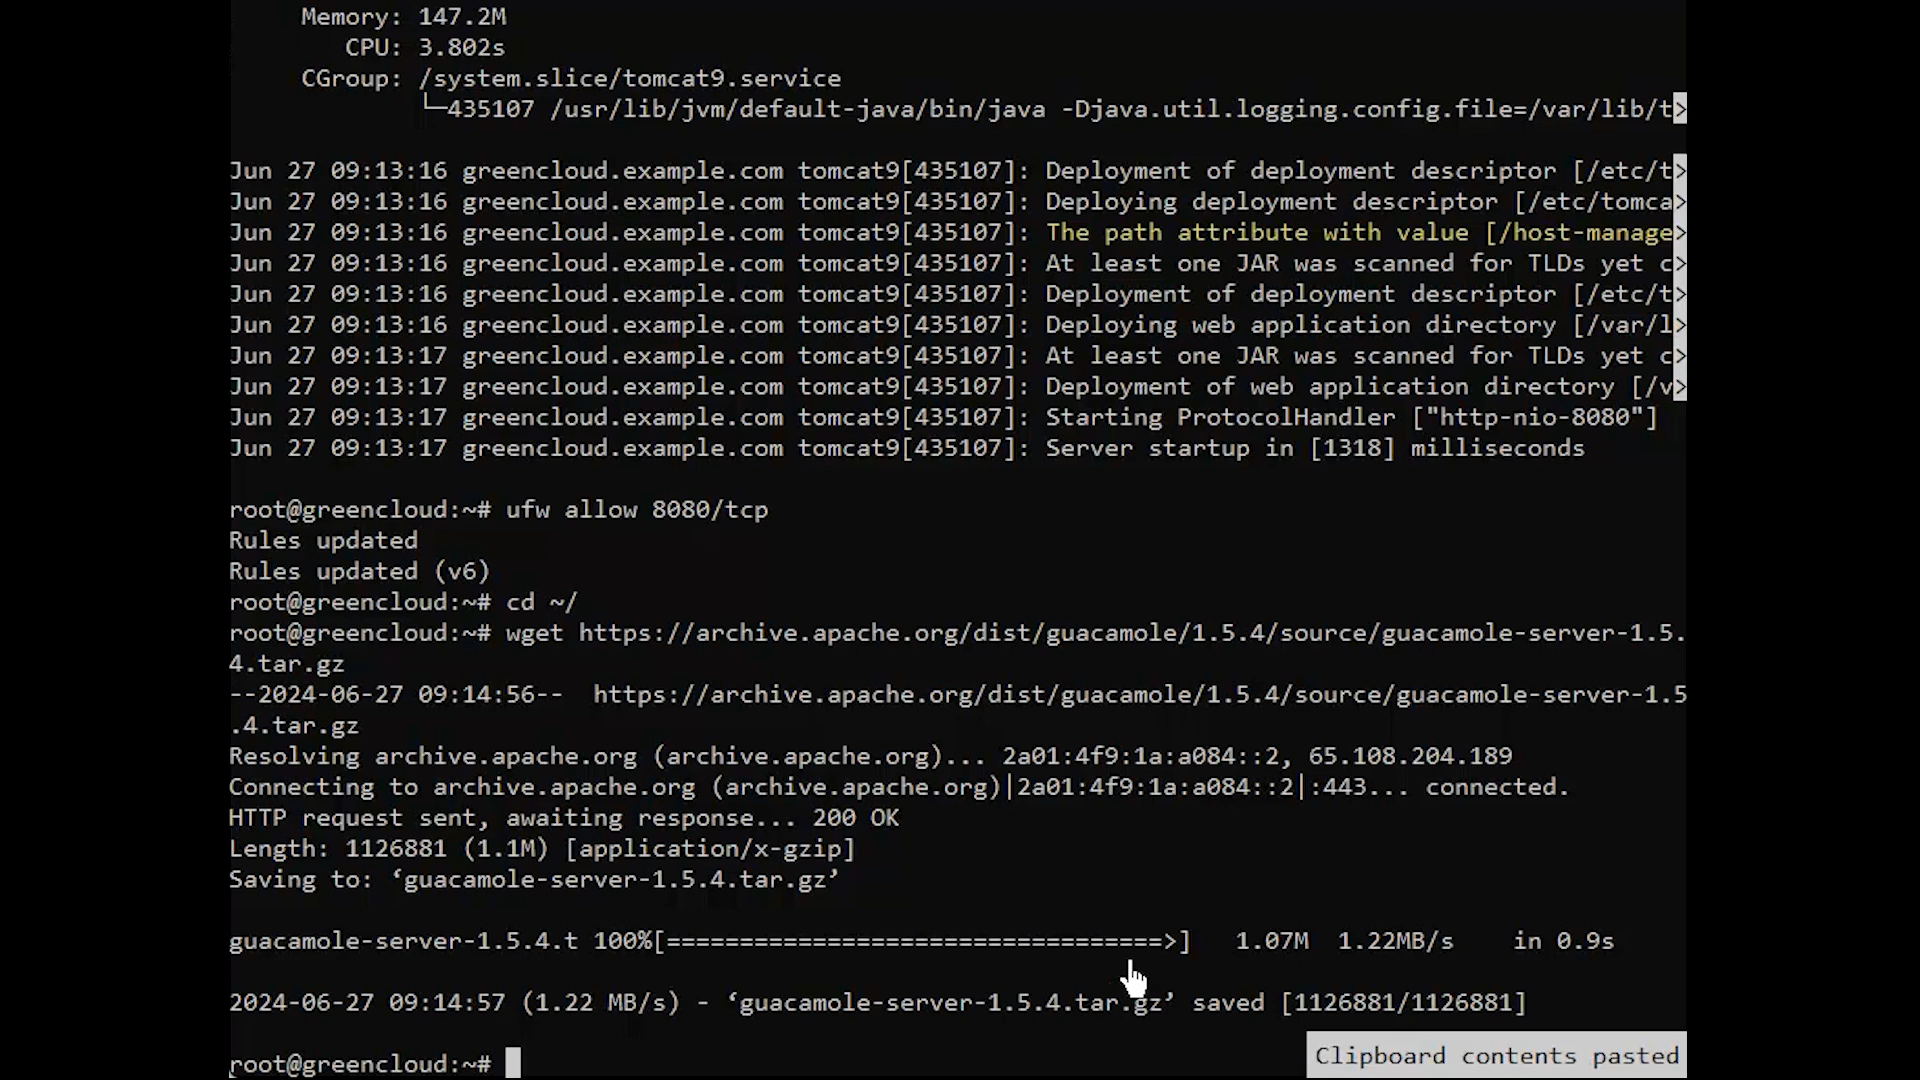 Memory: 147.2M
CPU: 3.802s
CGroup: /system.slice/tomcat9.service
└─435107 /usr/lib/jvm/default-java/bin/java -Djava.util.logging.config.file=/var/lib/t>
Jun 27 09:13:16 greencloud.example.com tomcat9[435107]: Deployment of deployment descriptor [/etc/t>
Jun 27 09:13:16 greencloud.example.com tomcat9[435107]: Deploying deployment descriptor [/etc/tomca>
Jun 27 09:13:16 greencloud.example.com tomcat9[435107]: The path attribute with value [/host-manage>
Jun 27 09:13:16 greencloud.example.com tomcat9[435107]: At least one JAR was scanned for TLDs yet c>
Jun 27 09:13:16 greencloud.example.com tomcat9[435107]: Deployment of deployment descriptor [/etc/t>
Jun 27 09:13:16 greencloud.example.com tomcat9[435107]: Deploying web application directory [/var/l>
Jun 27 09:13:17 greencloud.example.com tomcat9[435107]: At least one JAR was scanned for TLDs yet c>
Jun 27 09:13:17 greencloud.example.com tomcat9[435107]: Deployment of web application directory [/v>
Jun 27 09:13:17 greencloud.example.com tomcat9[435107]: Starting ProtocolHandler ["http-nio-8080"]
Jun 27 09:13:17 greencloud.example.com tomcat9[435107]: Server startup in [1318] milliseconds
root@greencloud:~# ufw allow 8080/tcp
Rules updated
Rules updated (v6)
root@greencloud:~# cd ~/
root@greencloud:~# wget https://archive.apache.org/dist/guacamole/1.5.4/source/guacamole-server-1.5.
4.tar.gz
--2024-06-27 09:14:56--  https://archive.apache.org/dist/guacamole/1.5.4/source/guacamole-server-1.5
.4.tar.gz
Resolving archive.apache.org (archive.apache.org)... 2a01:4f9:1a:a084::2, 65.108.204.189
Connecting to archive.apache.org (archive.apache.org)|2a01:4f9:1a:a084::2|:443... connected.
HTTP request sent, awaiting response... 200 OK
Length: 1126881 (1.1M) [application/x-gzip]
Saving to: ‘guacamole-server-1.5.4.tar.gz’
guacamole-server-1.5.4.t 100%[==================================>]   1.07M  1.22MB/s    in 0.9s
2024-06-27 09:14:57 (1.22 MB/s) - ‘guacamole-server-1.5.4.tar.gz’ saved [1126881/1126881]
root@greencloud:~#
Clipboard contents pasted